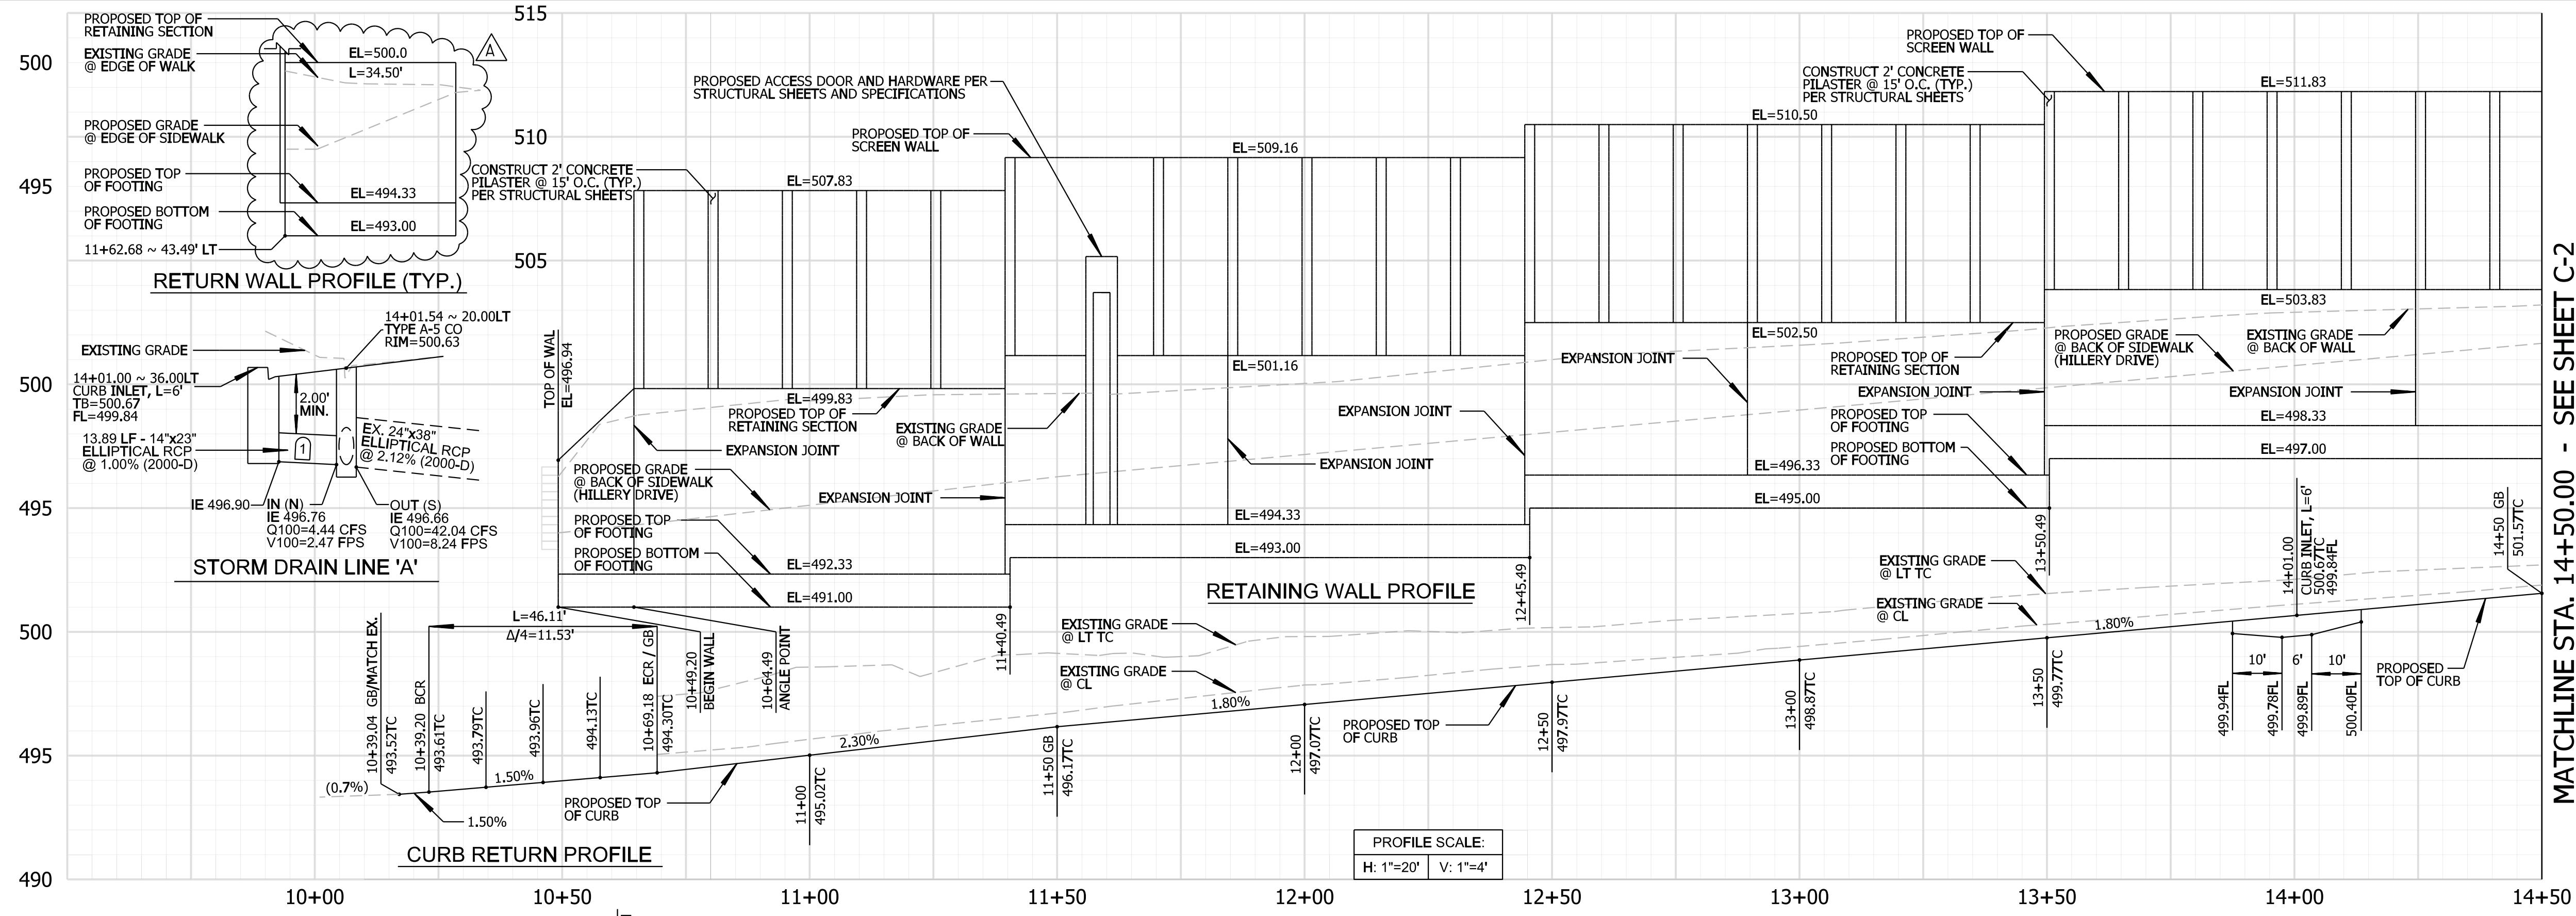 PROPOSED TOP OF
RETAINING SECTION
EXISTING GRADE
@ EDGE OF WALK
PROPOSED GRADE
@ EDGE OF SIDEWALK
PROPOSED TOP
OF FOOTING
PROPOSED BOTTOM
OF FOOTING
11+62.68 ~ 43.49' LT
EL=500.0
L=34.50'
EL=494.33
EL=493.00
A
RETURN WALL PROFILE (TYP.)
500
495
515
510
505
500
495
500
495
490
EXISTING GRADE
14+01.54 ~ 20.00LT
TYPE A-5 CO
RIM=500.63
14+01.00 ~ 36.00LT
CURB INLET, L=6'
TB=500.67
FL=499.84
2.00'
MIN.
13.89 LF - 14"x23"
ELLIPTICAL RCP
@ 1.00% (2000-D)
1
EX. 24"x38"
ELLIPTICAL RCP
@ 2.12% (2000-D)
IE 496.90
IN (N)
IE 496.76
Q100=4.44 CFS
V100=2.47 FPS
OUT (S)
IE 496.66
Q100=42.04 CFS
V100=8.24 FPS
STORM DRAIN LINE 'A'
CONSTRUCT 2' CONCRETE
PILASTER @ 15' O.C. (TYP.)
PER STRUCTURAL SHEETS
PROPOSED ACCESS DOOR AND HARDWARE PER
STRUCTURAL SHEETS AND SPECIFICATIONS
PROPOSED TOP OF
SCREEN WALL
EL=507.83
EL=509.16
EL=510.50
EL=511.83
PROPOSED TOP OF
SCREEN WALL
CONSTRUCT 2' CONCRETE
PILASTER @ 15' O.C. (TYP.)
PER STRUCTURAL SHEETS
TOP OF WAL
EL=496.94
EL=499.83
PROPOSED TOP OF
RETAINING SECTION
EXPANSION JOINT
EXISTING GRADE
@ BACK OF WALL
PROPOSED GRADE
@ BACK OF SIDEWALK
(HILLERY DRIVE)
EXPANSION JOINT
PROPOSED TOP
OF FOOTING
PROPOSED BOTTOM
OF FOOTING
EL=492.33
EL=491.00
EL=501.16
EXPANSION JOINT
EXPANSION JOINT
EL=494.33
EL=493.00
EL=502.50
EXPANSION JOINT
PROPOSED TOP OF
RETAINING SECTION
EXPANSION JOINT
PROPOSED TOP
OF FOOTING
PROPOSED BOTTOM
OF FOOTING
EL=496.33
EL=495.00
EL=503.83
PROPOSED GRADE
@ BACK OF SIDEWALK
(HILLERY DRIVE)
EXISTING GRADE
@ BACK OF WALL
EXPANSION JOINT
EL=498.33
EL=497.00
RETAINING WALL PROFILE
L=46.11'
Δ/4=11.53'
10+49.20
BEGIN WALL
10+64.49
ANGLE POINT
11+40.49
12+45.49
13+50.49
14+01.00
CURB INLET, L=6'
500.67TC
499.84FL
14+50 GB
501.57TC
EXISTING GRADE
@ LT TC
EXISTING GRADE
@ CL
EXISTING GRADE
@ LT TC
EXISTING GRADE
@ CL
10+39.04 GB/MATCH EX.
493.52TC
10+39.20 BCR
493.61TC
493.79TC
493.96TC
494.13TC
10+69.18 ECR / GB
494.30TC
(0.7%)
1.50%
1.50%
2.30%
1.80%
1.80%
PROPOSED TOP
OF CURB
11+00
495.02TC
11+50 GB
496.17TC
12+00
497.07TC
PROPOSED TOP
OF CURB
12+50
497.97TC
13+00
498.87TC
13+50
499.77TC
10'
6'
10'
499.94FL
499.78FL
499.89FL
500.40FL
PROPOSED
TOP OF CURB
CURB RETURN PROFILE
PROFILE SCALE:
H: 1"=20'
V: 1"=4'
10+00
10+50
11+00
11+50
12+00
12+50
13+00
13+50
14+00
14+50
MATCHLINE STA. 14+50.00 - SEE SHEET C-2